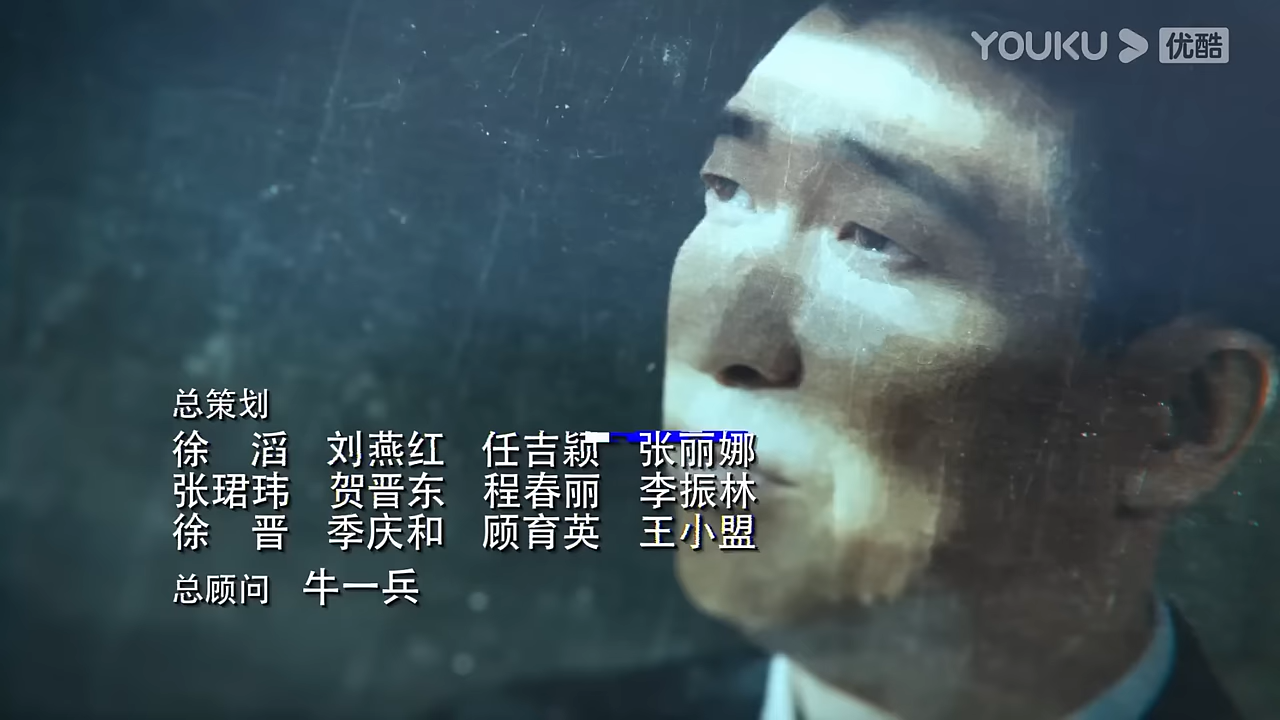 YOUKU 优酷
总策划
徐 滔 刘燕红 任吉颖 张丽娜
张珺玮 贺晋东 程春丽 李振林
徐 晋 季庆和 顾育英 王小盟
总顾问 牛一兵